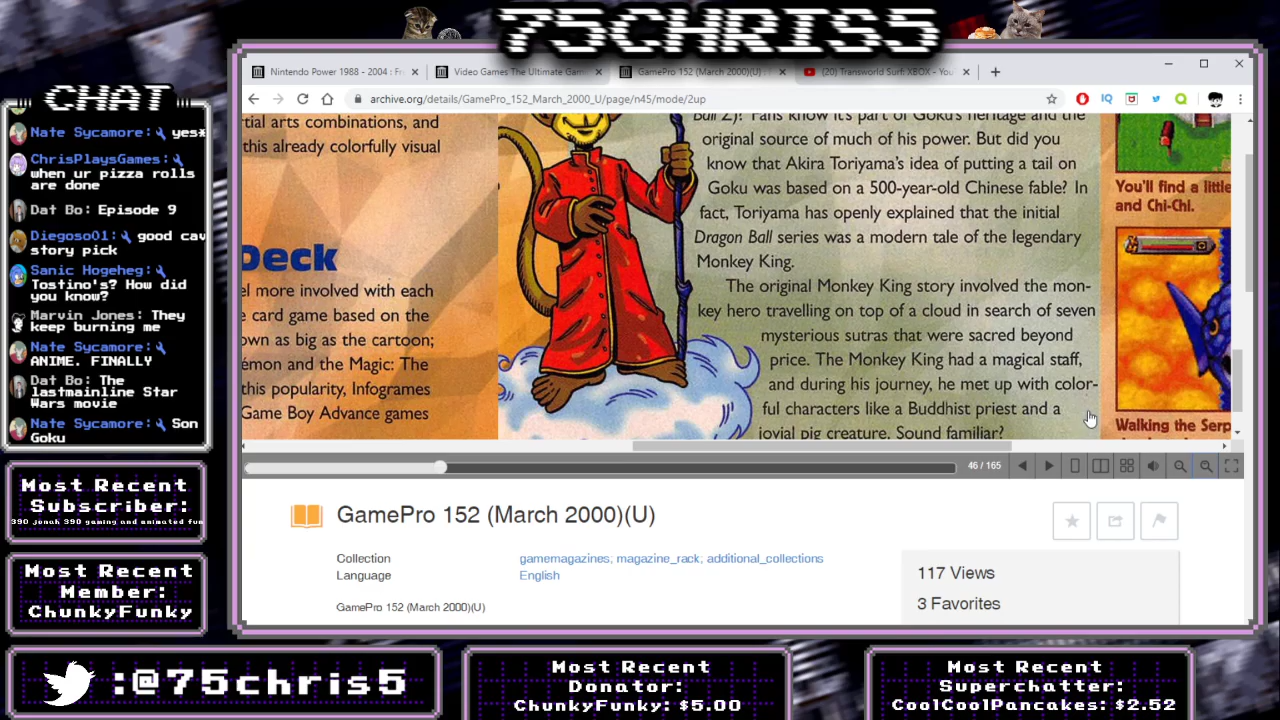 75CHRIS5
CHAT
Nate Sycamore: yes*
ChrisPlaysGames:
when ur pizza rolls
are done
Dat Bo: Episode 9
Diegoso01: good cav
story pick
Sanic Hogeheg:
Tostino's? How did
you know?
Marvin Jones: They
keep burning me
Nate Sycamore:
ANIME. FINALLY
Dat Bo: The
lastmainline Star
Wars movie
Nate Sycamore: Son
Goku
Most Recent
Subscriber:
390 jonah 390 gaming and animated fun
Most Recent
Member:
ChunkyFunky
:@75chris5
Most Recent
Donator:
ChunkyFunky: $5.00
Most Recent
Superchatter:
CoolCoolPancakes: $2.52
Nintendo Power 1988 - 2004 : Fr
Video Games The Ultimate Gam
GamePro 152 (March 2000)(U) : F
(20) Transworld Surf: XBOX - You
archive.org/details/GamePro_152_March_2000_U/page/n45/mode/2up
tial arts combinations, and
this already colorfully visual
Deck
el more involved with each
e card game based on the
own as big as the cartoon;
émon and the Magic: The
this popularity, Infogrames
Game Boy Advance games
Ball Z)! Fans know it's part of Goku's heritage and the
original source of much of his power. But did you
know that Akira Toriyama's idea of putting a tail on
Goku was based on a 500-year-old Chinese fable? In
fact, Toriyama has openly explained that the initial
Dragon Ball series was a modern tale of the legendary
Monkey King.
The original Monkey King story involved the mon-
key hero travelling on top of a cloud in search of seven
mysterious sutras that were sacred beyond
price. The Monkey King had a magical staff,
and during his journey, he met up with color-
ful characters like a Buddhist priest and a
jovial pig creature. Sound familiar?
You'll find a little
and Chi-Chi.
Walking the Serp
46 / 165
GamePro 152 (March 2000)(U)
Collection
gamemagazines; magazine_rack; additional_collections
Language
English
GamePro 152 (March 2000)(U)
117 Views
3 Favorites